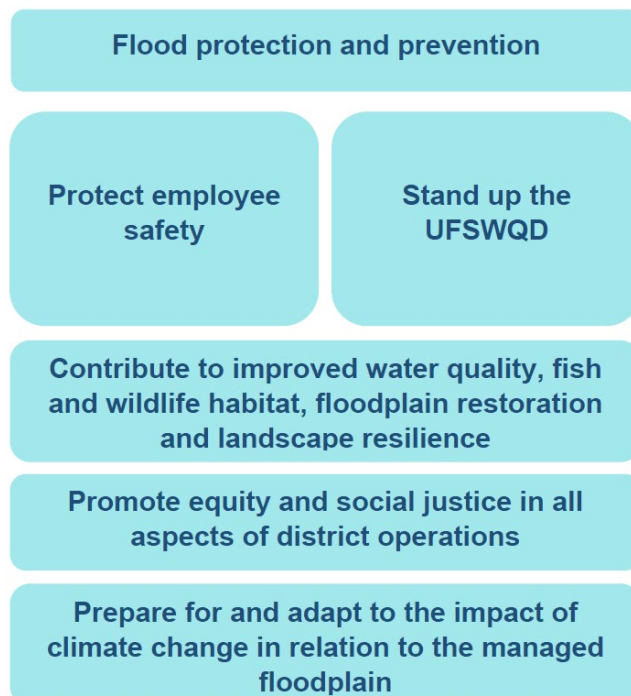 Flood protection and prevention
Protect employee
safety
Stand up the
UFSWQD
Contribute to improved water quality, fish
and wildlife habitat, floodplain restoration
and landscape resilience
Promote equity and social justice in all
aspects of district operations
Prepare for and adapt to the impact of
climate change in relation to the managed
floodplain